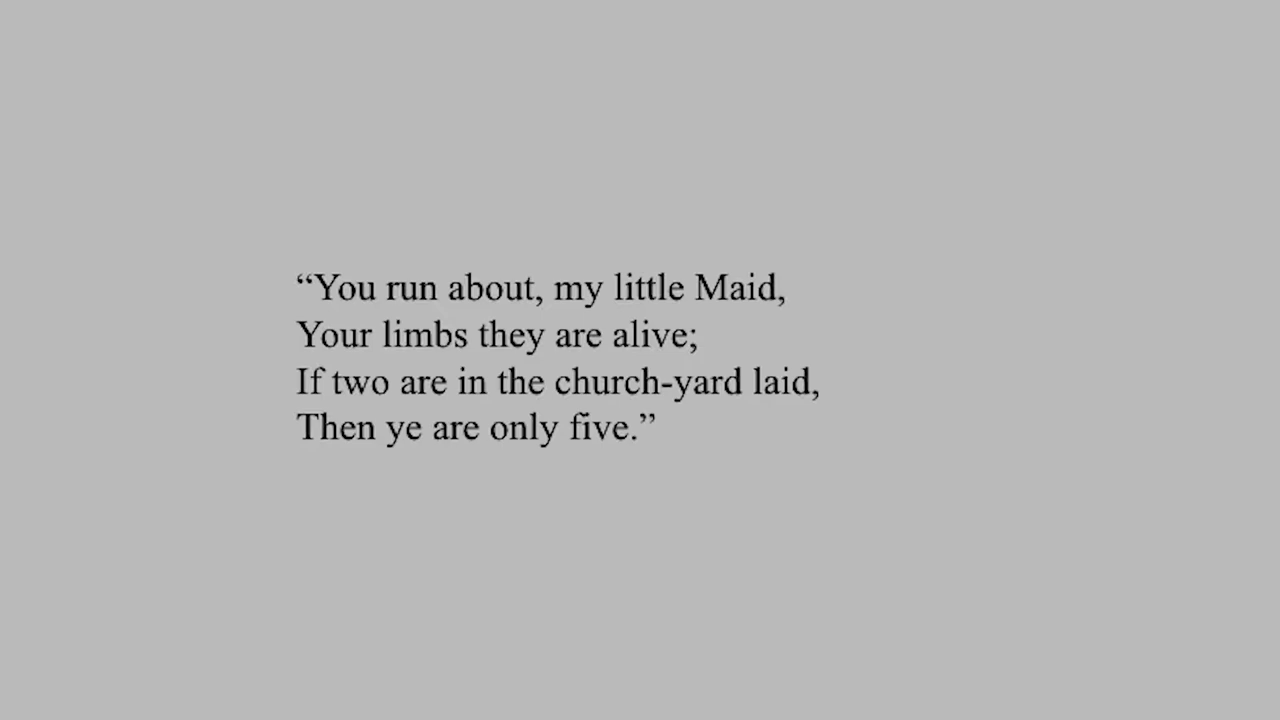 “You run about, my little Maid,
Your limbs they are alive;
If two are in the church-yard laid,
Then ye are only five.”